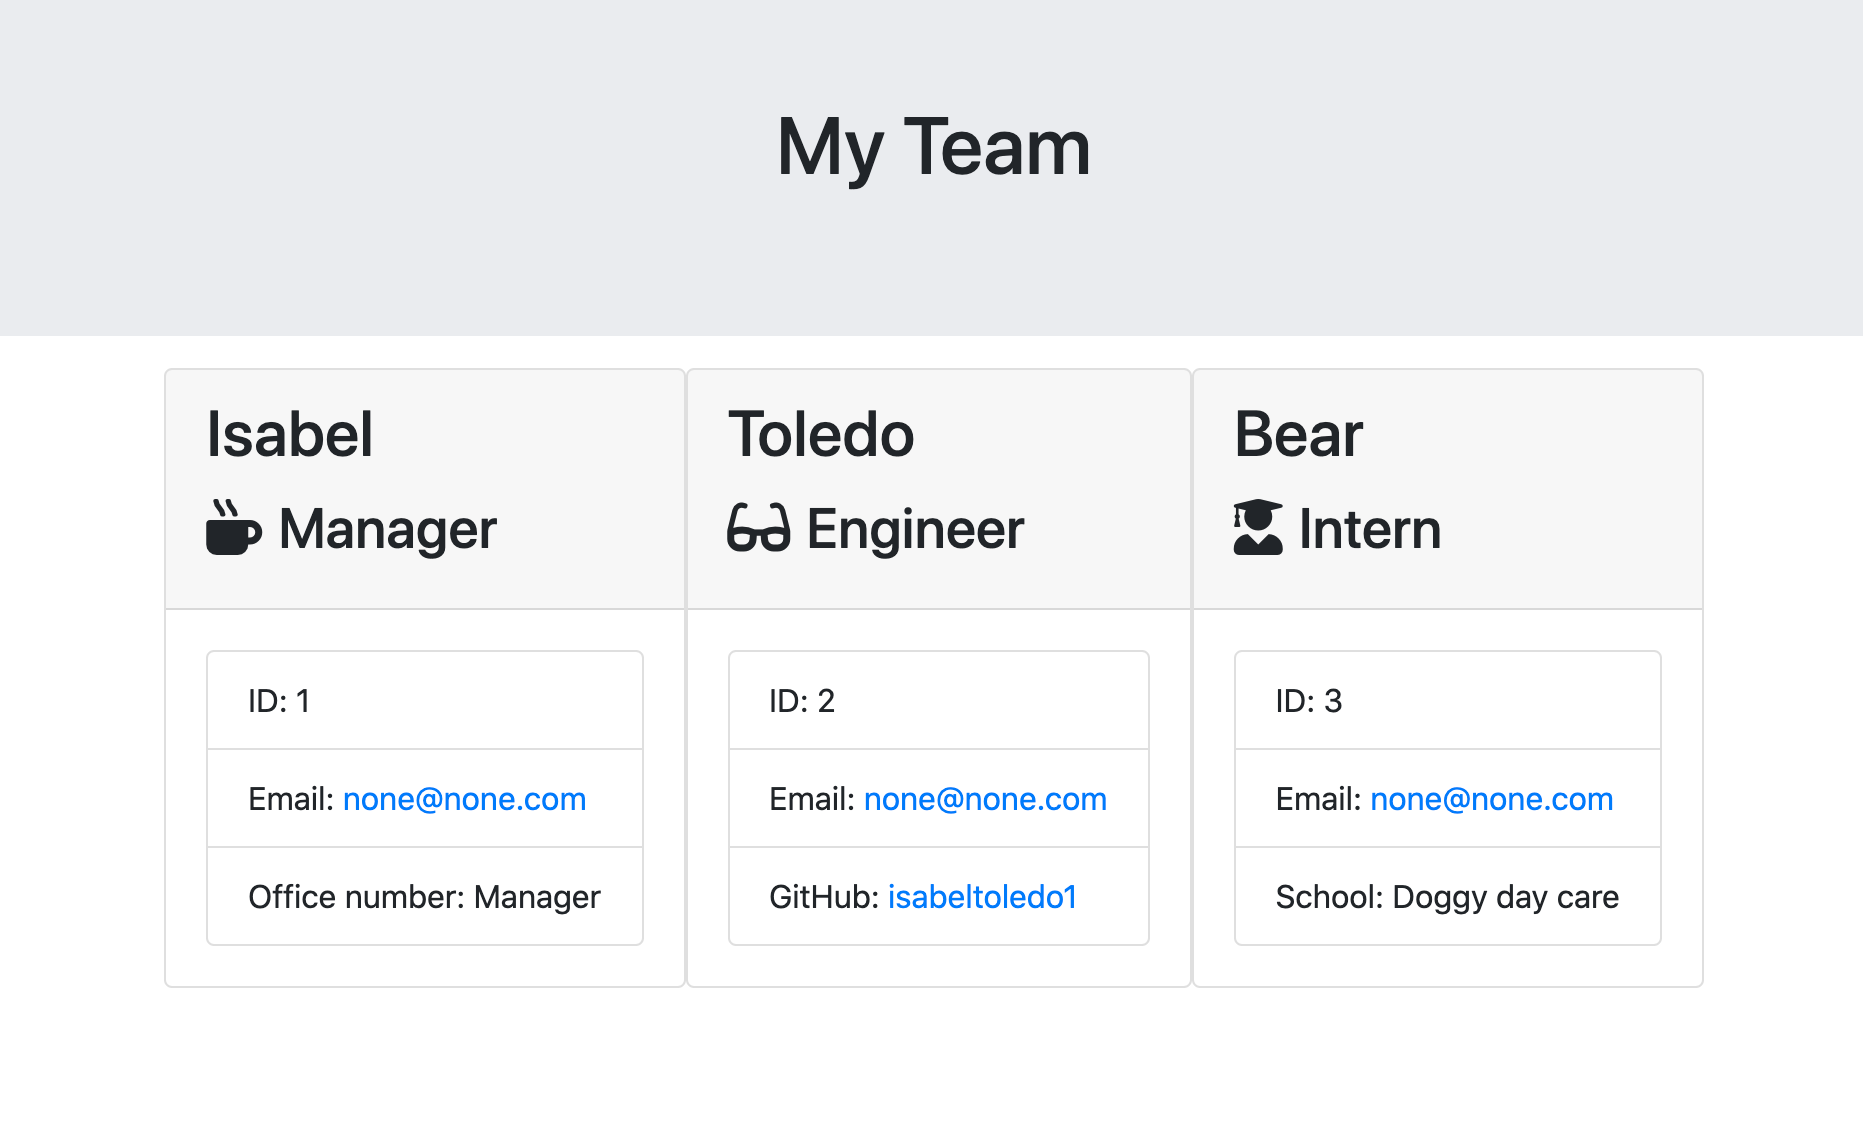 My Team
Isabel
Manager
ID: 1
Email: none@none.com
Office number: Manager
Toledo
Engineer
ID: 2
Email: none@none.com
GitHub: isabeltoledo1
Bear
Intern
ID: 3
Email: none@none.com
School: Doggy day care